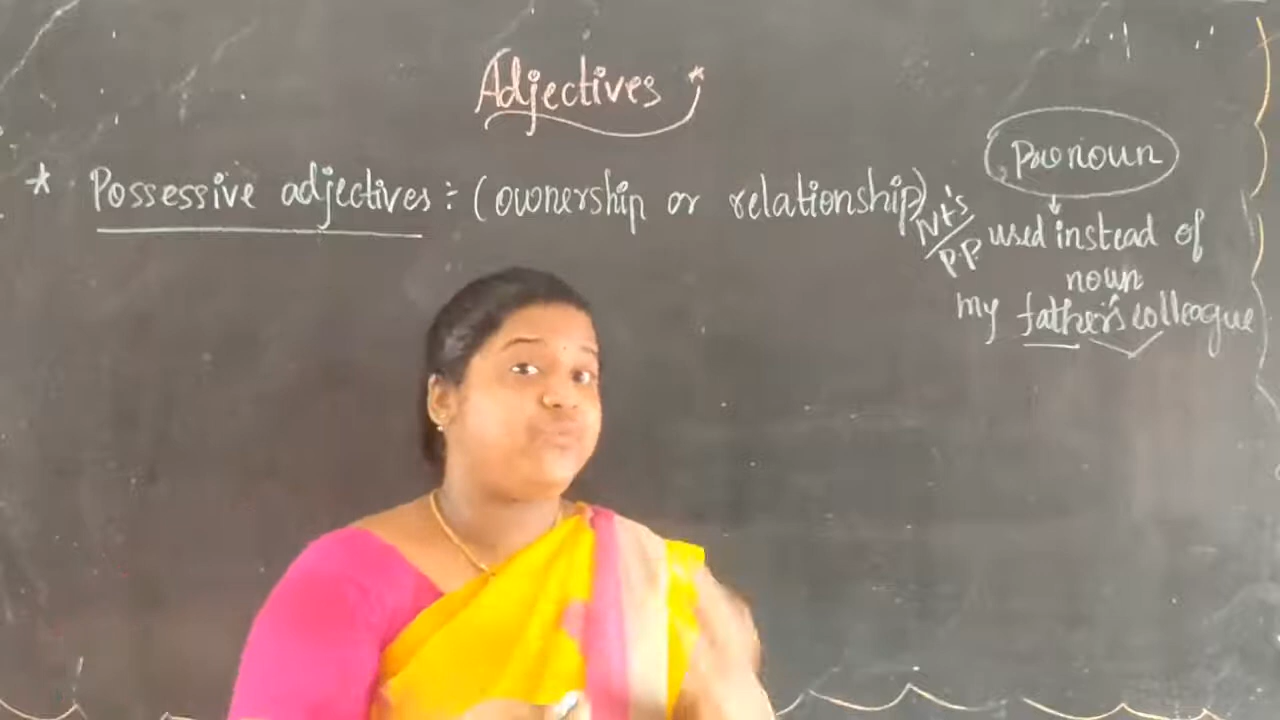 Adjectives
* Possessive adjectives :- (ownership or relationship)
N+'s
/P.P.
Pronoun
used instead of
noun
my father's colleague